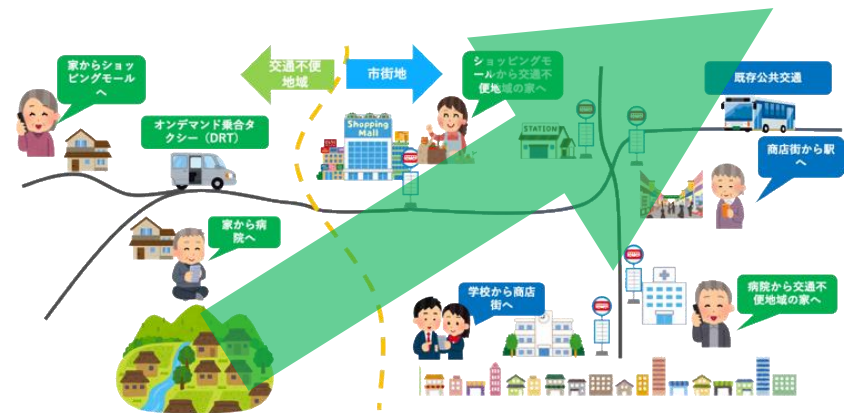 家からショッ
ピングモール
へ
交通不便
地域
市街地
ショッピングモ
ールから交通不
便地域の家へ
既存公共交通
オンデマンド乗合タ
クシー（DRT）
Shopping
Mall
STATION
商店街から駅
へ
家から病
院へ
学校から商店
街へ
病院から交通不
便地域の家へ